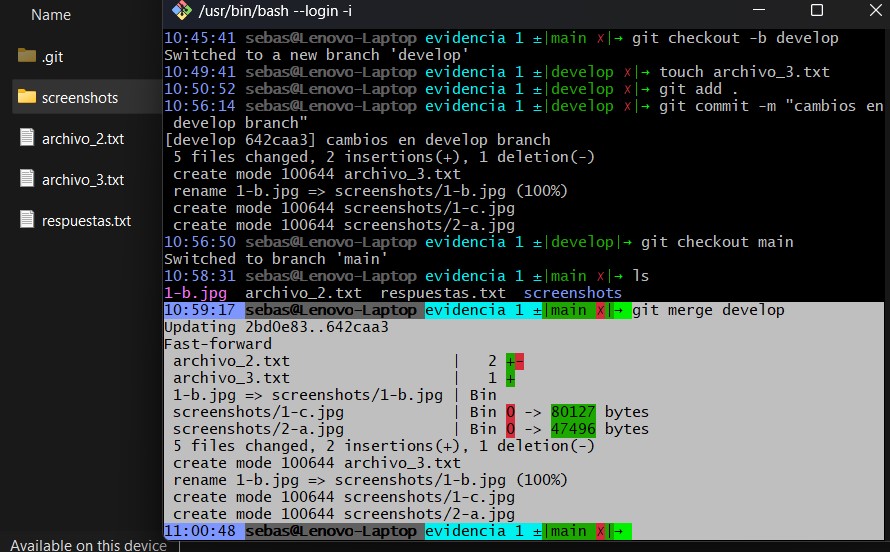 Name
.git
screenshots
archivo_2.txt
archivo_3.txt
respuestas.txt
Available on this device
/usr/bin/bash --login -i
10:45:41 sebas@Lenovo-Laptop evidencia 1 ±|main ✗|→ git checkout -b develop
Switched to a new branch 'develop'
10:49:41 sebas@Lenovo-Laptop evidencia 1 ±|develop ✗|→ touch archivo_3.txt
10:50:52 sebas@Lenovo-Laptop evidencia 1 ±|develop ✗|→ git add .
10:56:14 sebas@Lenovo-Laptop evidencia 1 ±|develop ✗|→ git commit -m "cambios en
develop branch"
[develop 642caa3] cambios en develop branch
5 files changed, 2 insertions(+), 1 deletion(-)
create mode 100644 archivo_3.txt
rename 1-b.jpg => screenshots/1-b.jpg (100%)
create mode 100644 screenshots/1-c.jpg
create mode 100644 screenshots/2-a.jpg
10:56:50 sebas@Lenovo-Laptop evidencia 1 ±|develop|→ git checkout main
Switched to branch 'main'
10:58:31 sebas@Lenovo-Laptop evidencia 1 ±|main ✗|→ ls
1-b.jpg archivo_2.txt respuestas.txt screenshots
10:59:17 sebas@Lenovo-Laptop evidencia 1 ±|main ✗|→ git merge develop
Updating 2bd0e83..642caa3
Fast-forward
archivo_2.txt | 2 +-
archivo_3.txt | 1 +
1-b.jpg => screenshots/1-b.jpg | Bin
screenshots/1-c.jpg | Bin 0 -> 80127 bytes
screenshots/2-a.jpg | Bin 0 -> 47496 bytes
5 files changed, 2 insertions(+), 1 deletion(-)
create mode 100644 archivo_3.txt
rename 1-b.jpg => screenshots/1-b.jpg (100%)
create mode 100644 screenshots/1-c.jpg
create mode 100644 screenshots/2-a.jpg
11:00:48 sebas@Lenovo-Laptop evidencia 1 ±|main ✗|→